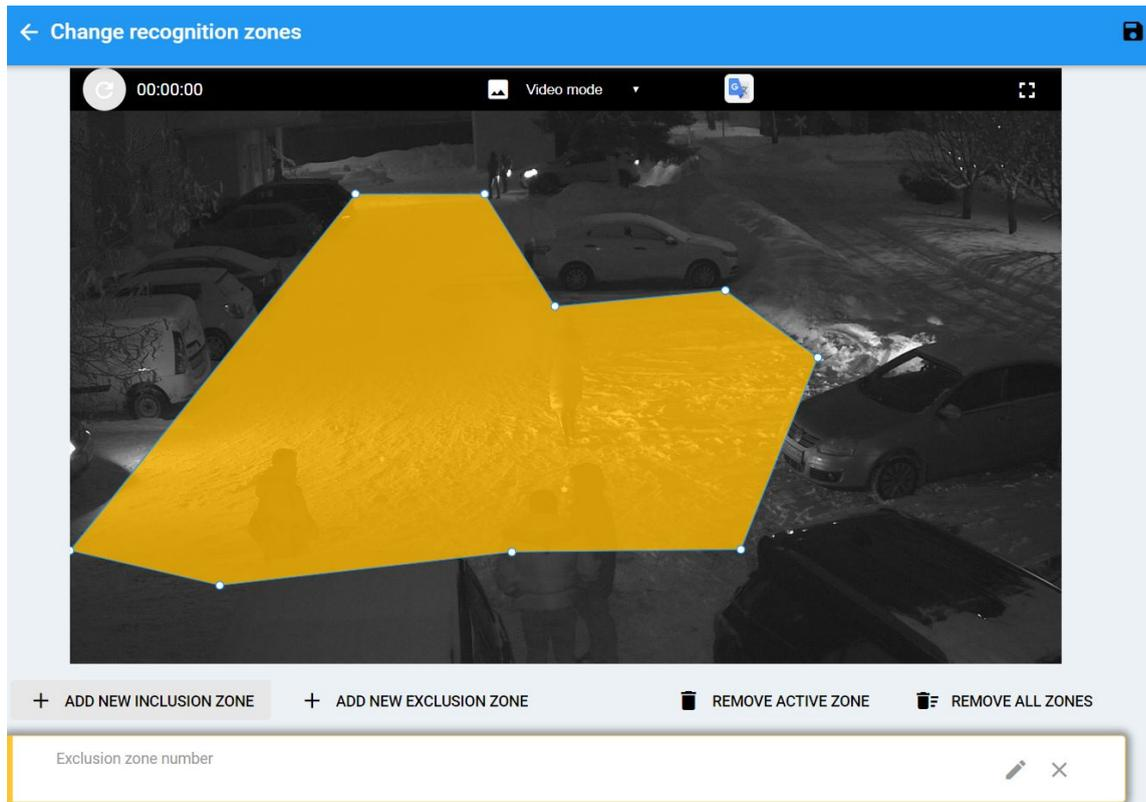 Change recognition zones
00:00:00 Video mode
ADD NEW INCLUSION ZONE ADD NEW EXCLUSION ZONE REMOVE ACTIVE ZONE REMOVE ALL ZONES
Exclusion zone number